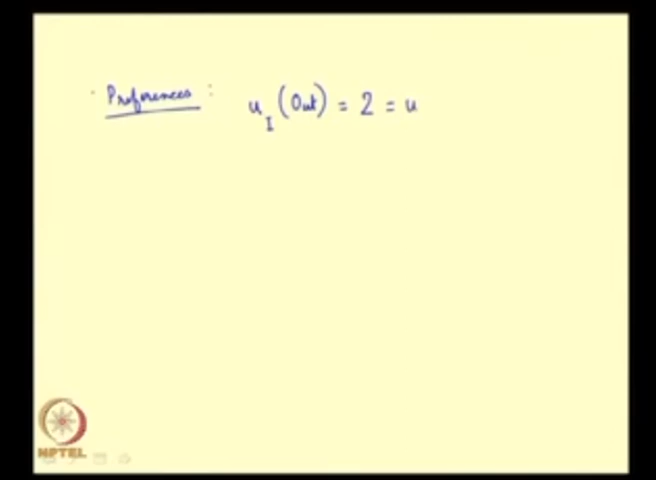 Preferences : u_I (Out) = 2 = u
NPTEL